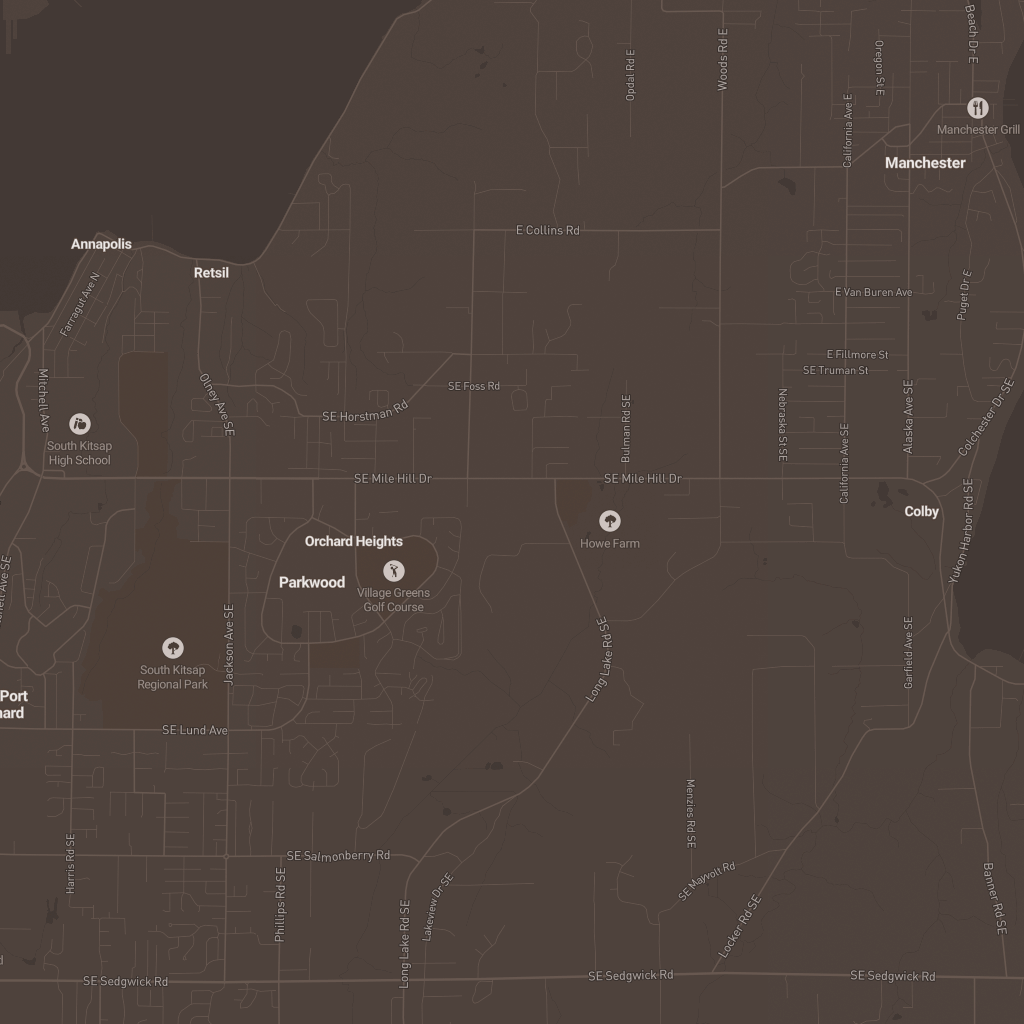 Beach Dr E
Oregon St E
Opdal Rd E
Woods Rd E
California Ave E
Manchester Grill
Manchester
E Collins Rd
Annapolis
Retsil
Farragut Ave N
E Van Buren Ave
Puget Dr E
E Fillmore St
SE Truman St
Mitchell Ave
Olney Ave SE
SE Foss Rd
SE Horstman Rd
Bulman Rd SE
Nebraska St SE
Alaska Ave SE
Colchester Dr SE
South Kitsap
High School
SE Mile Hill Dr
SE Mile Hill Dr
California Ave SE
Colby
Yukon Harbor Rd SE
Orchard Heights
Howe Farm
Parkwood
Village Greens
Golf Course
Jackson Ave SE
Long Lake Rd SE
Garfield Ave SE
South Kitsap
Regional Park
Port
SE Lund Ave
Menzies Rd SE
Harris Rd SE
SE Salmonberry Rd
Phillips Rd SE
Long Lake Rd SE
Lakeview Dr SE
SE Mayvolt Rd
Locker Rd SE
Banner Rd SE
SE Sedgwick Rd
SE Sedgwick Rd
SE Sedgwick Rd